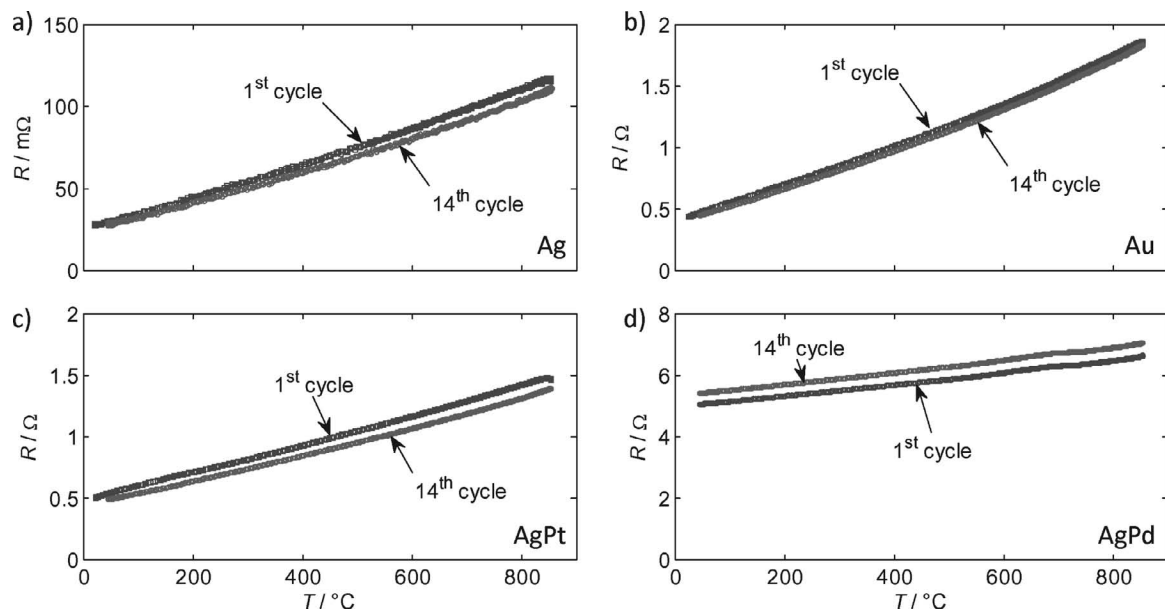 a)
150
100
50
0
R / mΩ
1st cycle
14th cycle
Ag
b)
2
1.5
1
0.5
0
R / Ω
1st cycle
14th cycle
Au
c)
2
1.5
1
0.5
0
R / Ω
1st cycle
14th cycle
AgPt
0 200 400 600 800
T / °C
d)
8
6
4
2
0
R / Ω
14th cycle
1st cycle
AgPd
0 200 400 600 800
T / °C